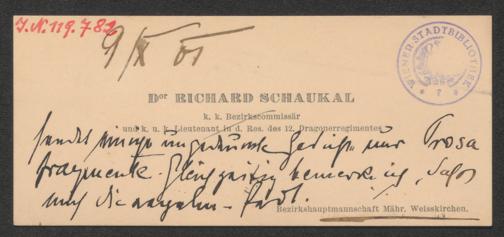 J.N. 119.782
9/X 01
WIENER STADTBIBLIOTHEK
Dor RICHARD SCHAUKAL
k. k. Bezirkscommissär
und k. u. k. Lieutenant in d. Res. des 12. Dragonerregimentes
sendet einige ungedruckte Gedichte und Prosa
fragmente. Gleichzeitig bemerke ich, dass
mich die
Bezirkshauptmannschaft Mähr. Weisskirchen.